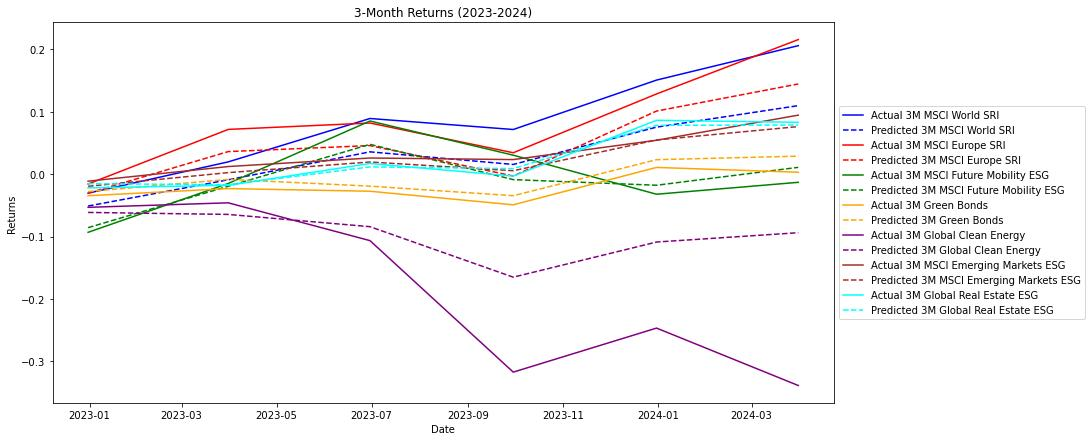 3-Month Returns (2023-2024)
0.2
0.1
0.0
−0.1
−0.2
−0.3
Returns
2023-01
2023-03
2023-05
2023-07
2023-09
2023-11
2024-01
2024-03
Date
Actual 3M MSCI World SRI
Predicted 3M MSCI World SRI
Actual 3M MSCI Europe SRI
Predicted 3M MSCI Europe SRI
Actual 3M MSCI Future Mobility ESG
Predicted 3M MSCI Future Mobility ESG
Actual 3M Green Bonds
Predicted 3M Green Bonds
Actual 3M Global Clean Energy
Predicted 3M Global Clean Energy
Actual 3M MSCI Emerging Markets ESG
Predicted 3M MSCI Emerging Markets ESG
Actual 3M Global Real Estate ESG
Predicted 3M Global Real Estate ESG